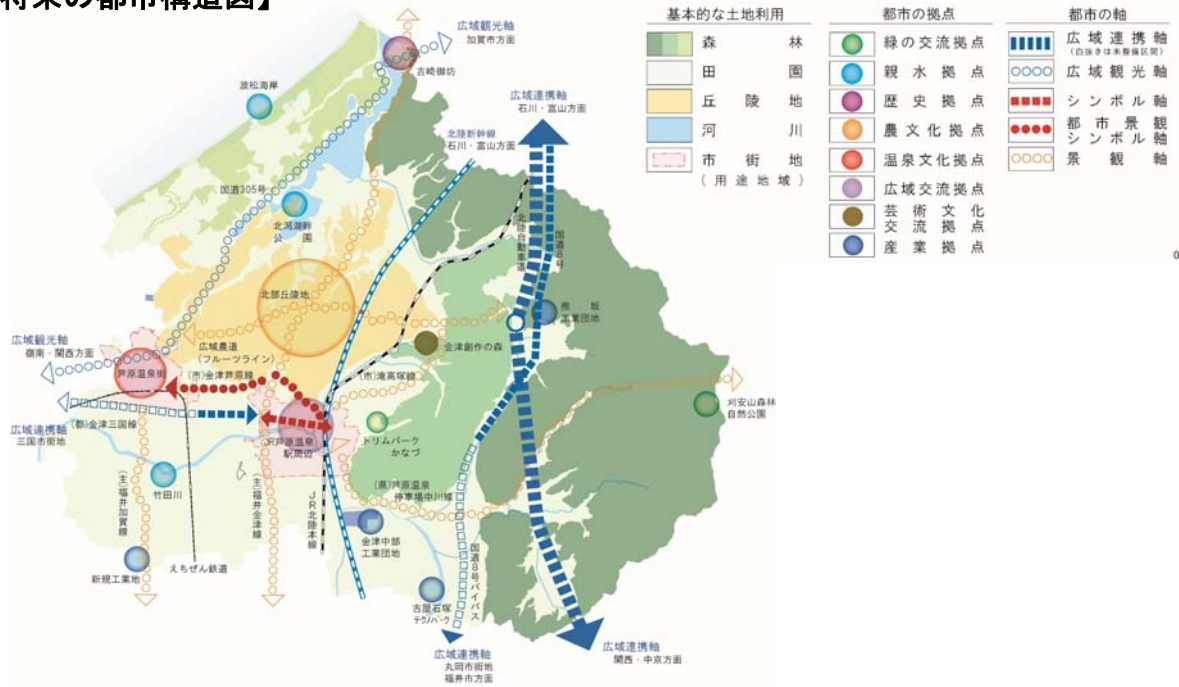 将来の都市構造図】
広域観光軸
加賀市方面
吉崎御坊
波松海岸
広域連携軸
石川・富山方面
北陸新幹線
石川・富山方面
国道305号
北潟湖畔
公園
北陸自動車道
国道8号
北部丘陵地
熊坂
工業団地
広域観光軸
嶺南・関西方面
広域農道
(フルーツライン)
金津創作の森
芦原温泉街
(市)金津芦原線
(市)滝高塚線
刈安山森林
自然公園
広域連携軸
三国市街地
(都)金津三国線
JR芦原温泉
駅周辺
トリムパーク
かなづ
竹田川
(主)福井加賀線
(主)福井金津線
JR北陸本線
(県)芦原温泉
停車場中川線
金津中部
工業団地
国道8号バイパス
新規工業地
えちぜん鉄道
古屋石塚
テクノパーク
広域連携軸
丸岡市街地
福井市方面
広域連携軸
関西・中京方面
基本的な土地利用
森林
田園
丘陵地
河川
市街地
(用途地域)
都市の拠点
緑の交流拠点
親水拠点
歴史拠点
農文化拠点
温泉文化拠点
広域交流拠点
芸術文化
交流拠点
産業拠点
都市の軸
広域連携軸
(白抜きは未整備区間)
広域観光軸
シンボル軸
都市景観
シンボル軸
景観軸
0